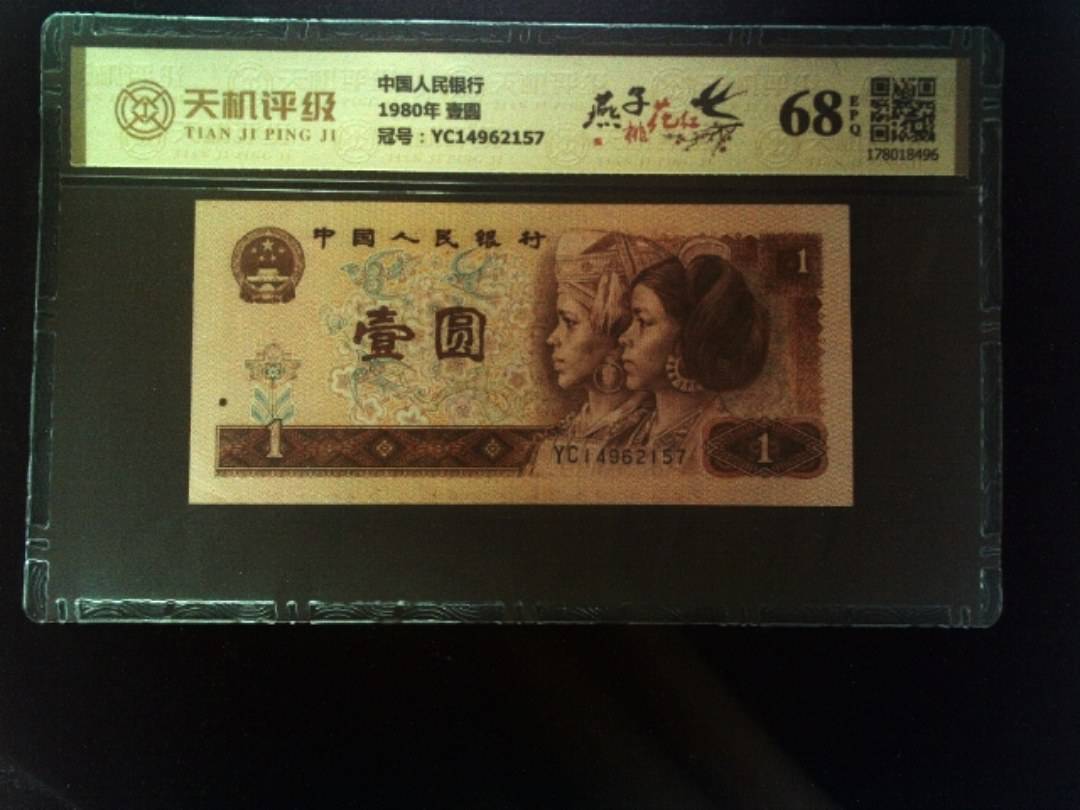 天机评级
TIAN JI PING JI
中国人民银行
1980年 壹圆
冠号：YC14962157
燕子
桃花红
68
EPQ
178018496
中国人民银行
壹圆
1
1
YC14962157
1